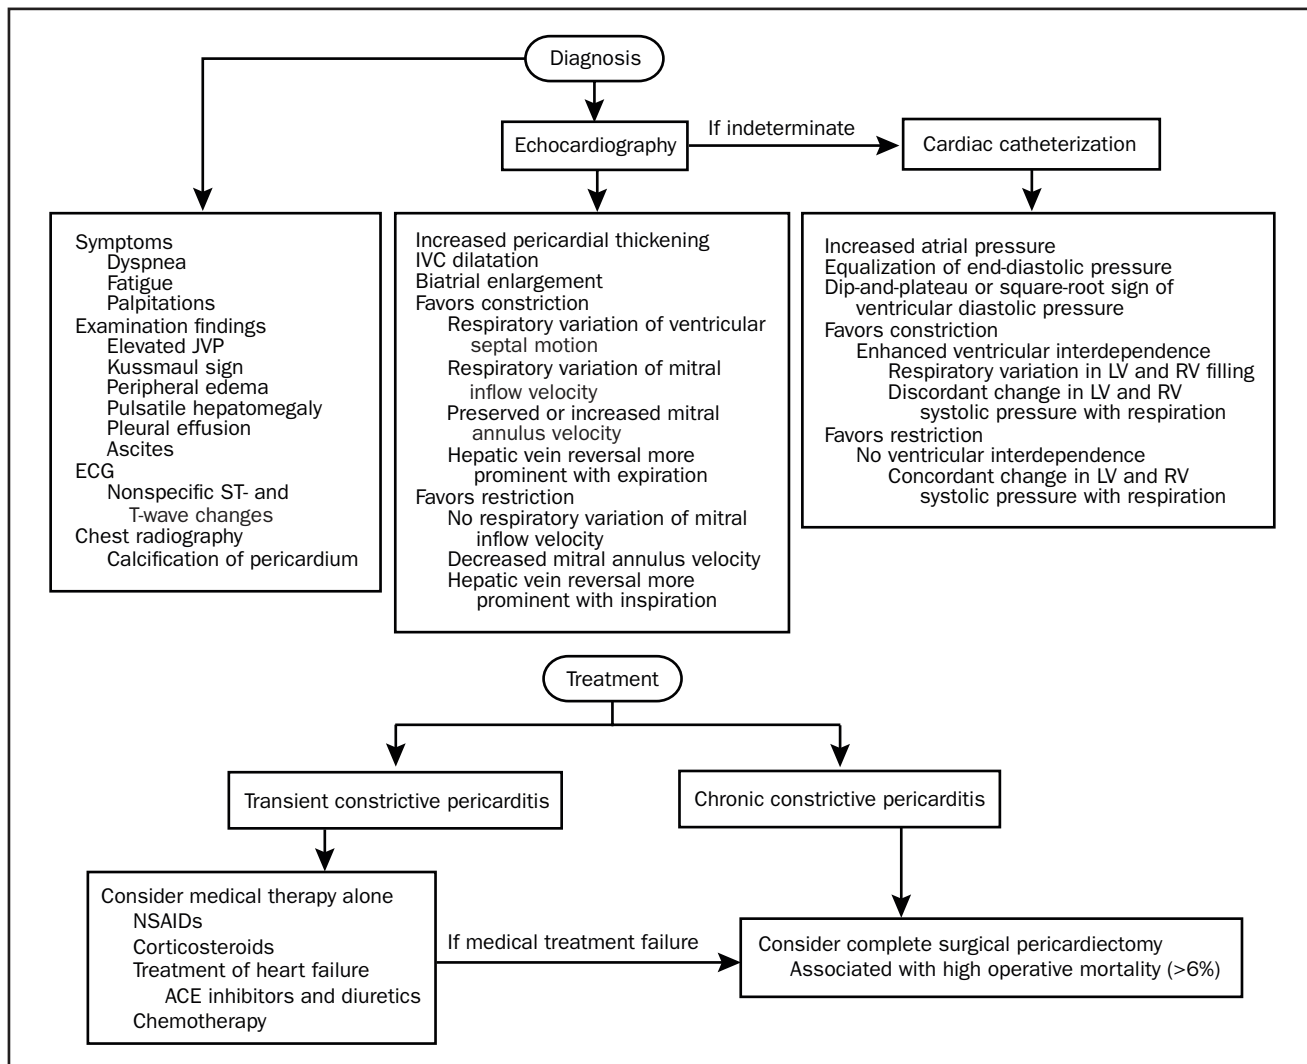 Diagnosis
Echocardiography
If indeterminate
Cardiac catheterization
Symptoms
Dyspnea
Fatigue
Palpitations
Examination findings
Elevated JVP
Kussmaul sign
Peripheral edema
Pulsatile hepatomegaly
Pleural effusion
Ascites
ECG
Nonspecific ST- and
T-wave changes
Chest radiography
Calcification of pericardium
Increased pericardial thickening
IVC dilatation
Biatrial enlargement
Favors constriction
Respiratory variation of ventricular
septal motion
Respiratory variation of mitral
inflow velocity
Preserved or increased mitral
annulus velocity
Hepatic vein reversal more
prominent with expiration
Favors restriction
No respiratory variation of mitral
inflow velocity
Decreased mitral annulus velocity
Hepatic vein reversal more
prominent with inspiration
Increased atrial pressure
Equalization of end-diastolic pressure
Dip-and-plateau or square-root sign of
ventricular diastolic pressure
Favors constriction
Enhanced ventricular interdependence
Respiratory variation in LV and RV filling
Discordant change in LV and RV
systolic pressure with respiration
Favors restriction
No ventricular interdependence
Concordant change in LV and RV
systolic pressure with respiration
Treatment
Transient constrictive pericarditis
Chronic constrictive pericarditis
Consider medical therapy alone
NSAIDs
Corticosteroids
Treatment of heart failure
ACE inhibitors and diuretics
Chemotherapy
If medical treatment failure
Consider complete surgical pericardiectomy
Associated with high operative mortality (>6%)